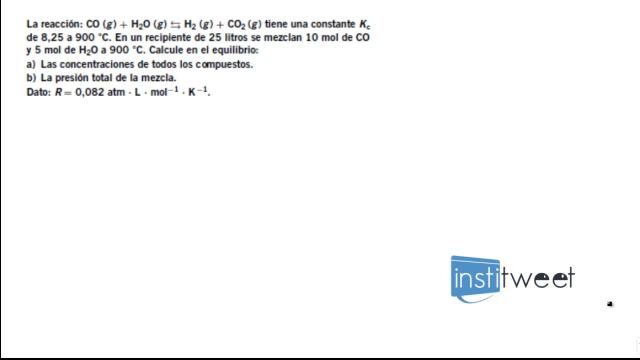 La reacción: CO (g) + H₂O (g) ⇆ H₂ (g) + CO₂ (g) tiene una constante Kc
de 8,25 a 900 °C. En un recipiente de 25 litros se mezclan 10 mol de CO
y 5 mol de H₂O a 900 °C. Calcule en el equilibrio:
a) Las concentraciones de todos los compuestos.
b) La presión total de la mezcla.
Dato: R = 0,082 atm · L · mol⁻¹ · K⁻¹.
institweet